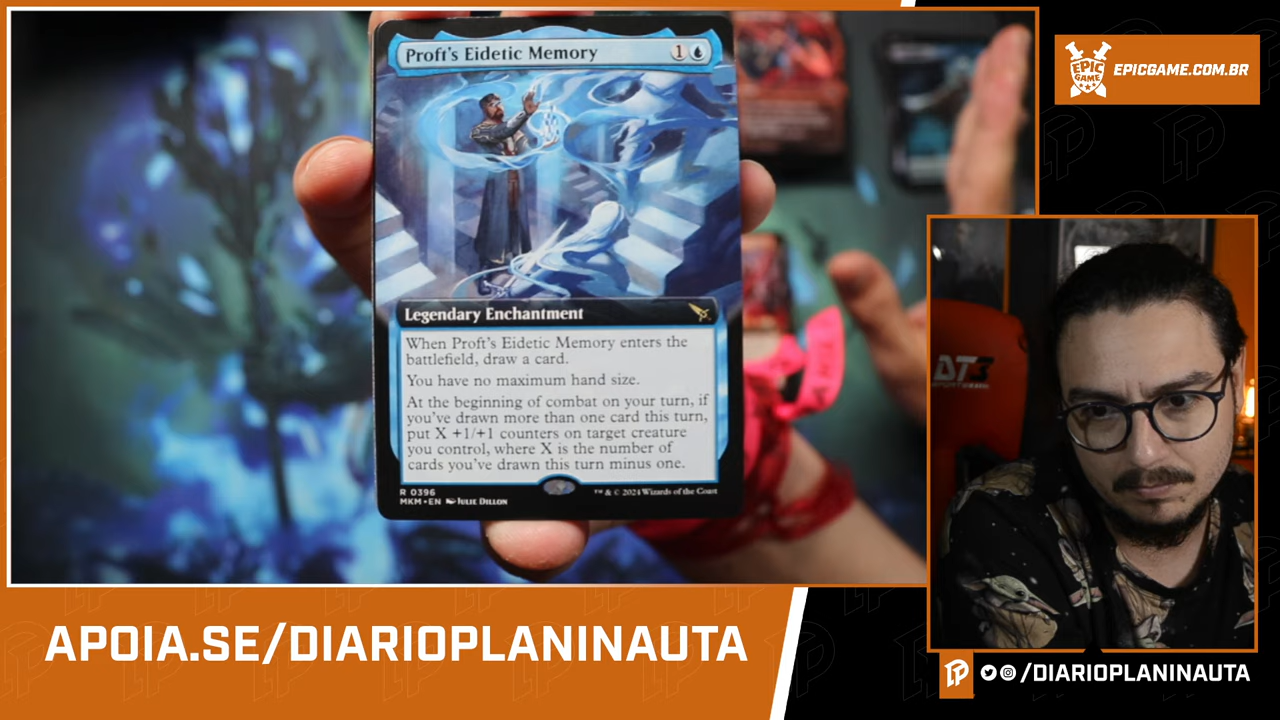 Proft's Eidetic Memory 1
Legendary Enchantment
When Proft's Eidetic Memory enters the
battlefield, draw a card.
You have no maximum hand size.
At the beginning of combat on your turn, if
you've drawn more than one card this turn,
put X +1/+1 counters on target creature
you control, where X is the number of
cards you've drawn this turn minus one.
R 0396
MKM • EN JULIE DILLON
™ & © 2024 Wizards of the Coast
EPIC
GAME
EPICGAME.COM.BR
DT3
APOIA.SE/DIARIOPLANINAUTA
/DIARIOPLANINAUTA